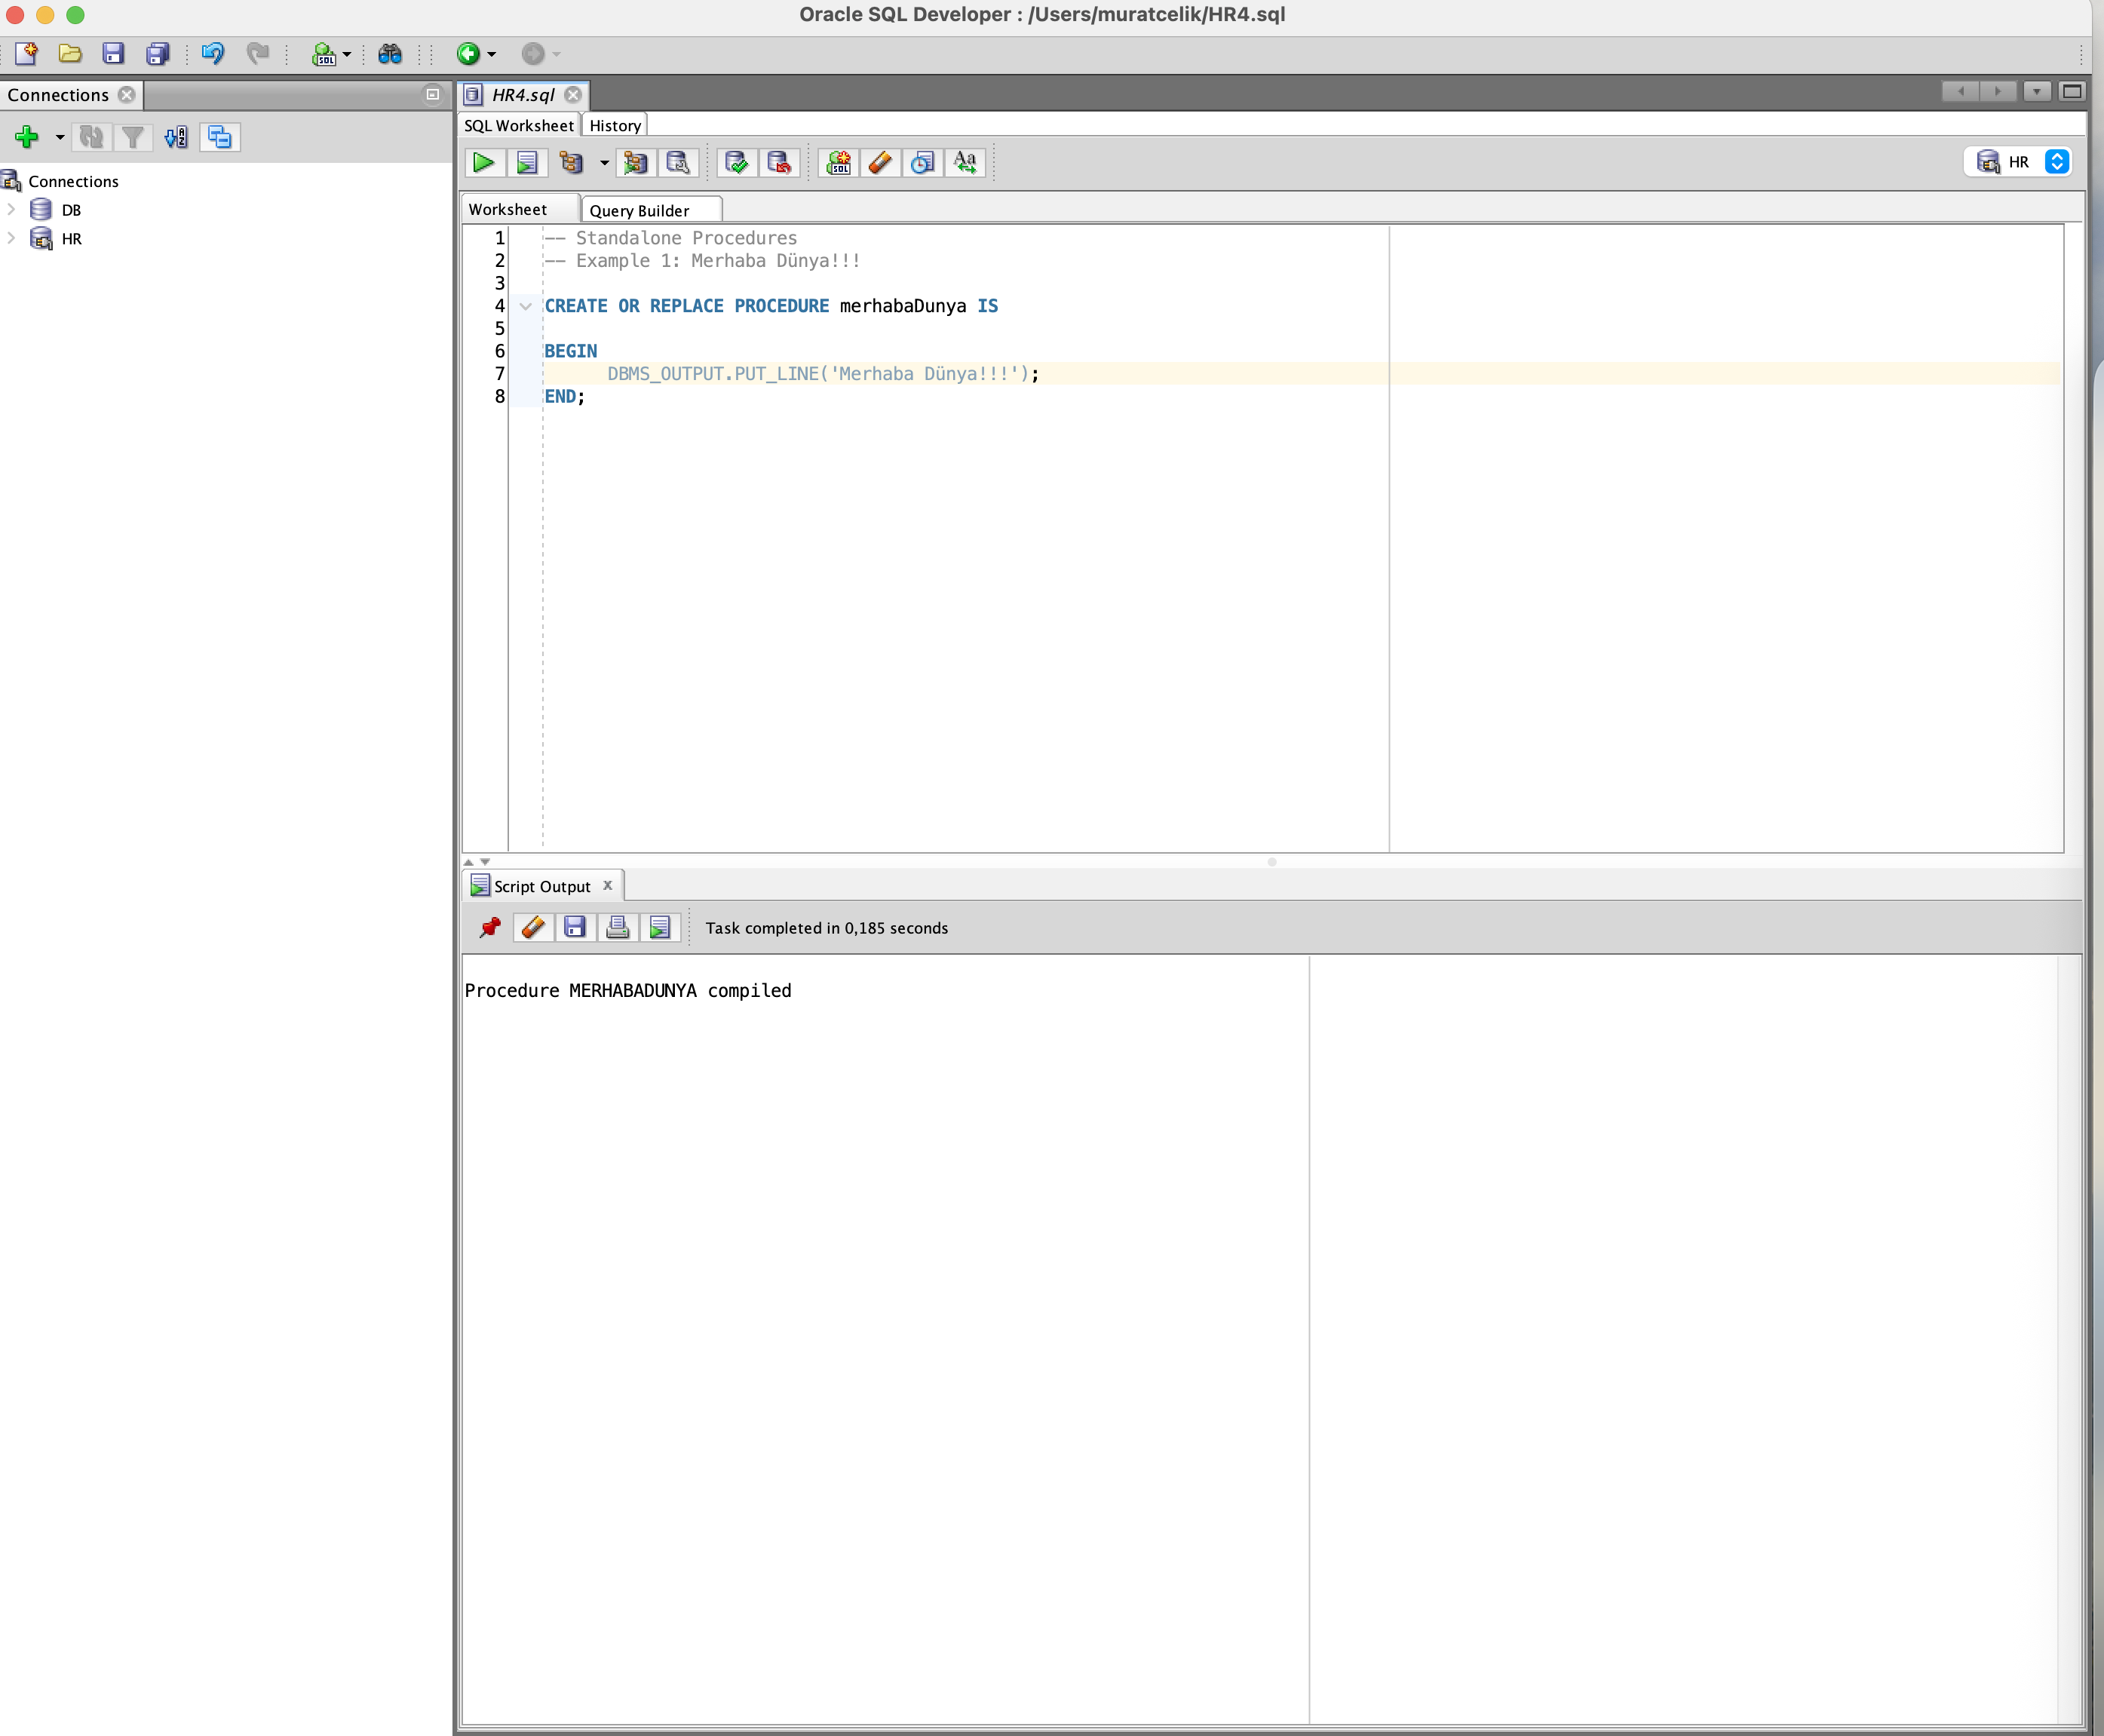 Oracle SQL Developer : /Users/muratcelik/HR4.sql
Connections
HR4.sql
SQL Worksheet History
HR
Connections
DB
HR
Worksheet Query Builder
1 -- Standalone Procedures
2 -- Example 1: Merhaba Dünya!!!
3
4 CREATE OR REPLACE PROCEDURE merhabaDunya IS
5
6 BEGIN
7 DBMS_OUTPUT.PUT_LINE('Merhaba Dünya!!!');
8 END;
Script Output
Task completed in 0,185 seconds
Procedure MERHABADUNYA compiled